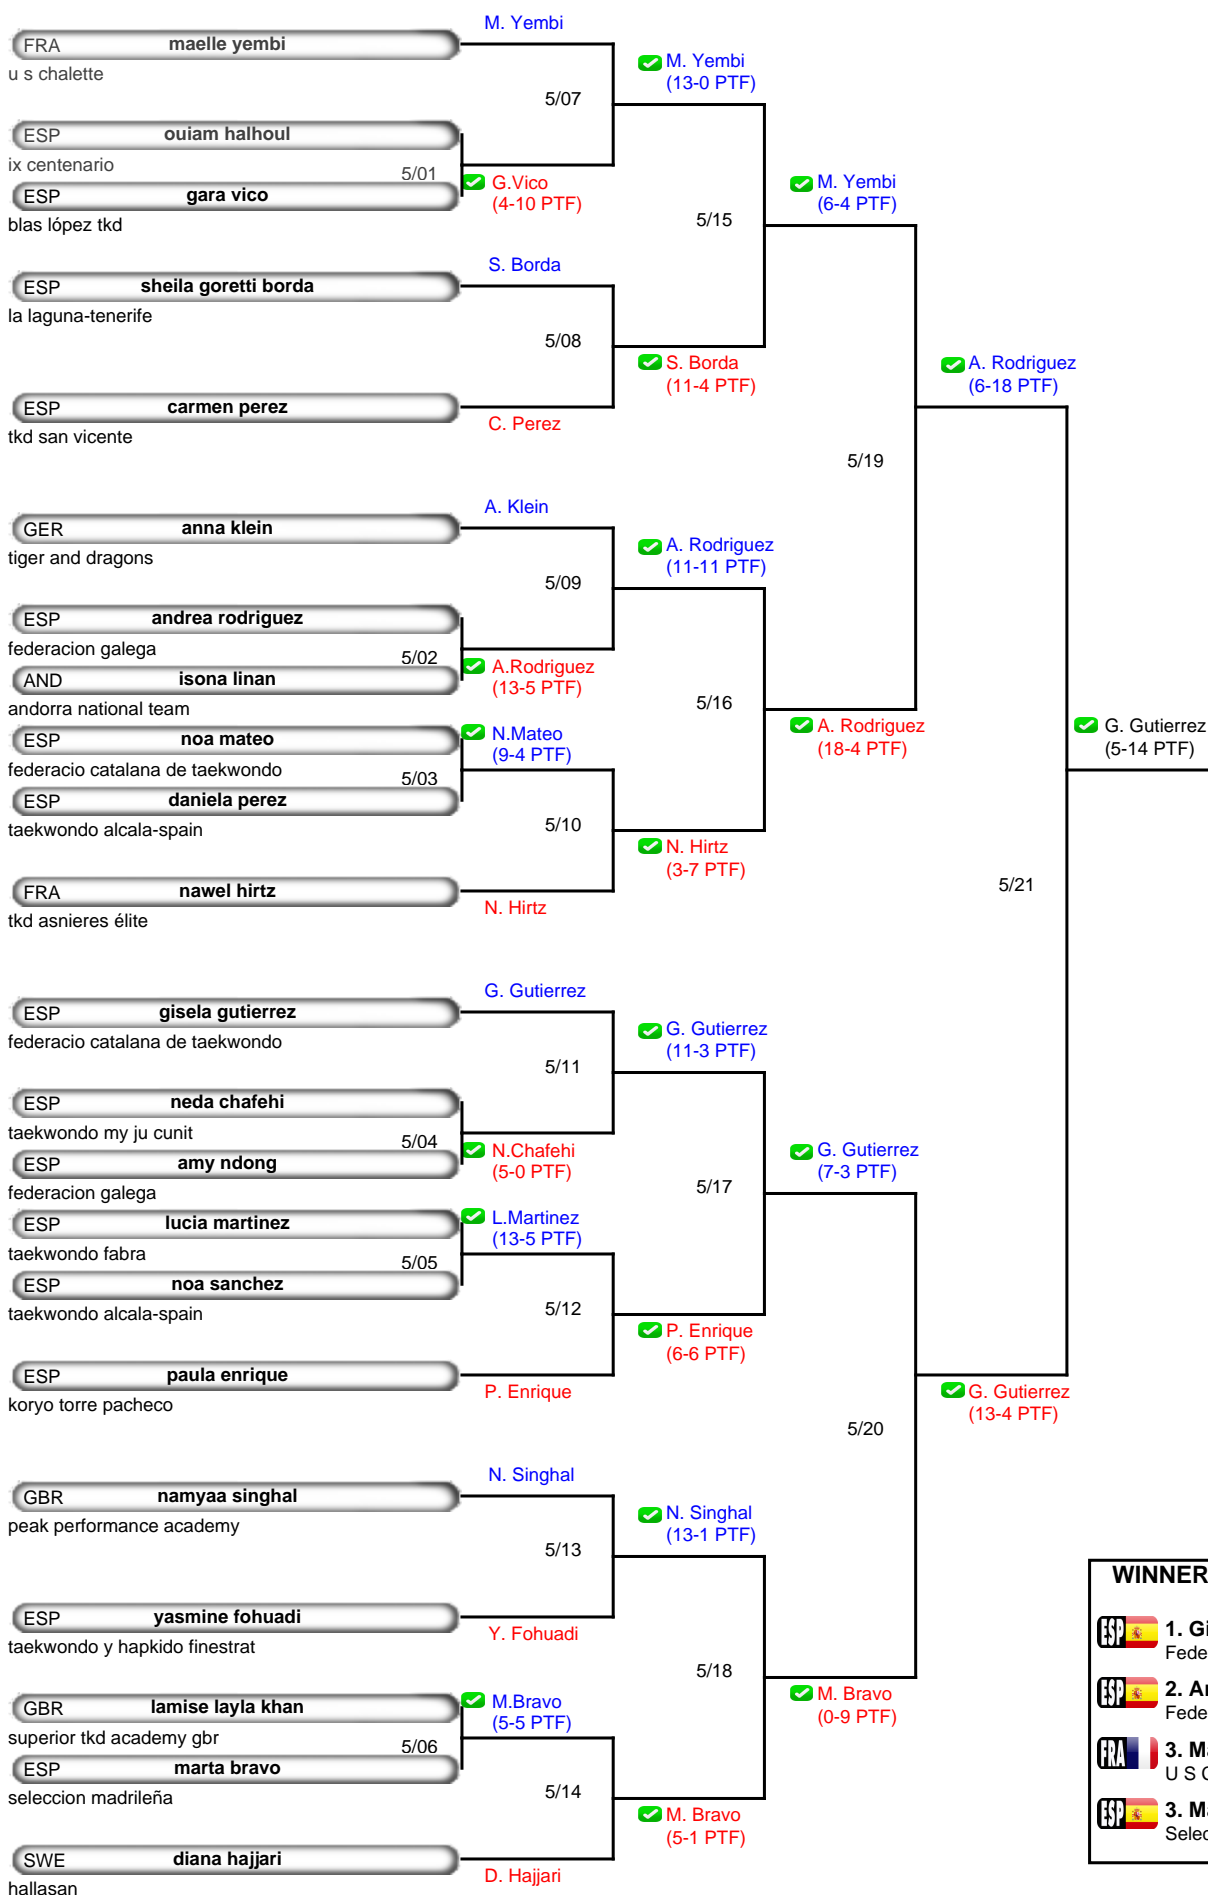 M. Yembi
FRA maelle yembi
u s chalette
M. Yembi
(13-0 PTF)
5/07
ESP ouiam halhoul
ix centenario
5/01
ESP gara vico
blas lópez tkd
G.Vico
(4-10 PTF)
M. Yembi
(6-4 PTF)
5/15
S. Borda
ESP sheila goretti borda
la laguna-tenerife
5/08
S. Borda
(11-4 PTF)
ESP carmen perez
tkd san vicente
C. Perez
A. Rodriguez
(6-18 PTF)
5/19
A. Klein
GER anna klein
tiger and dragons
A. Rodriguez
(11-11 PTF)
5/09
ESP andrea rodriguez
federacion galega
5/02
AND isona linan
andorra national team
A.Rodriguez
(13-5 PTF)
5/16
ESP noa mateo
federacio catalana de taekwondo
N.Mateo
(9-4 PTF)
5/03
ESP daniela perez
taekwondo alcala-spain
A. Rodriguez
(18-4 PTF)
G. Gutierrez
(5-14 PTF)
5/10
N. Hirtz
(3-7 PTF)
FRA nawel hirtz
tkd asnieres élite
N. Hirtz
5/21
G. Gutierrez
ESP gisela gutierrez
federacio catalana de taekwondo
G. Gutierrez
(11-3 PTF)
5/11
ESP neda chafehi
taekwondo my ju cunit
5/04
ESP amy ndong
federacion galega
N.Chafehi
(5-0 PTF)
G. Gutierrez
(7-3 PTF)
5/17
ESP lucia martinez
taekwondo fabra
L.Martinez
(13-5 PTF)
5/05
ESP noa sanchez
taekwondo alcala-spain
5/12
P. Enrique
(6-6 PTF)
ESP paula enrique
koryo torre pacheco
P. Enrique
G. Gutierrez
(13-4 PTF)
5/20
N. Singhal
GBR namyaa singhal
peak performance academy
N. Singhal
(13-1 PTF)
5/13
ESP yasmine fohuadi
taekwondo y hapkido finestrat
Y. Fohuadi
5/18
GBR lamise layla khan
superior tkd academy gbr
M.Bravo
(5-5 PTF)
5/06
ESP marta bravo
seleccion madrileña
M. Bravo
(0-9 PTF)
5/14
M. Bravo
(5-1 PTF)
SWE diana hajjari
hallasan
D. Hajjari
WINNER
ESP 1. Gi
Fede
ESP 2. A
Fede
FRA 3. Ma
U S C
ESP 3. Ma
Selec